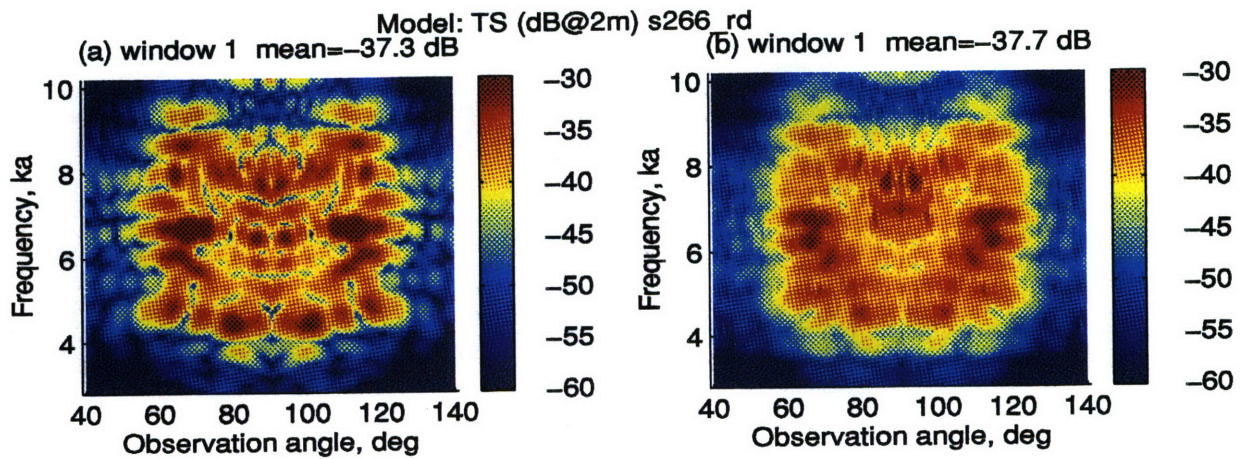 Model: TS (dB@2m) s266_rd
(a) window 1 mean=−37.3 dB
(b) window 1 mean=−37.7 dB
Frequency, ka
10
8
6
4
40 60 80 100 120 140
Observation angle, deg
−30
−35
−40
−45
−50
−55
−60
Frequency, ka
10
8
6
4
40 60 80 100 120 140
Observation angle, deg
−30
−35
−40
−45
−50
−55
−60